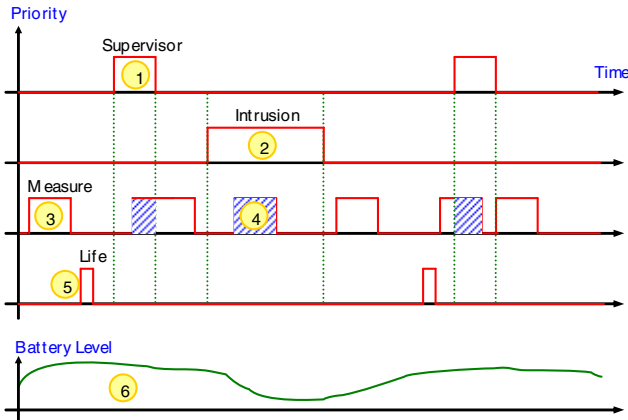 Priority
Supervisor
1
Time
Intrusion
2
Measure
3
4
Life
5
Battery Level
6